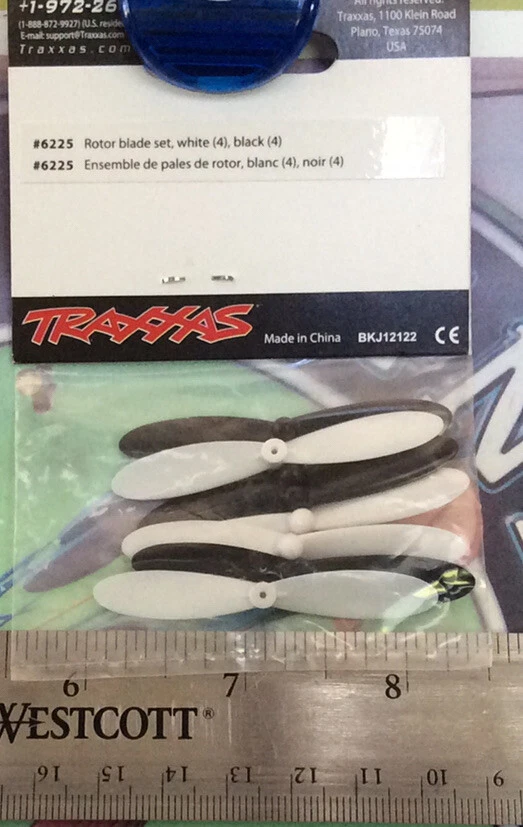 +1-972-26
(1-888-872-9927) (U.S. reside
E-mail: support@Traxxas.com
Traxxas.com
All rights reserved.
Traxxas, 1100 Klein Road
Plano, Texas 75074
USA
#6225 Rotor blade set, white (4), black (4)
#6225 Ensemble de pales de rotor, blanc (4), noir (4)
TRAXXAS
Made in China BKJ12122 CE
6 7 8
WESTCOTT®
16 15 14 13 12 11 10 9